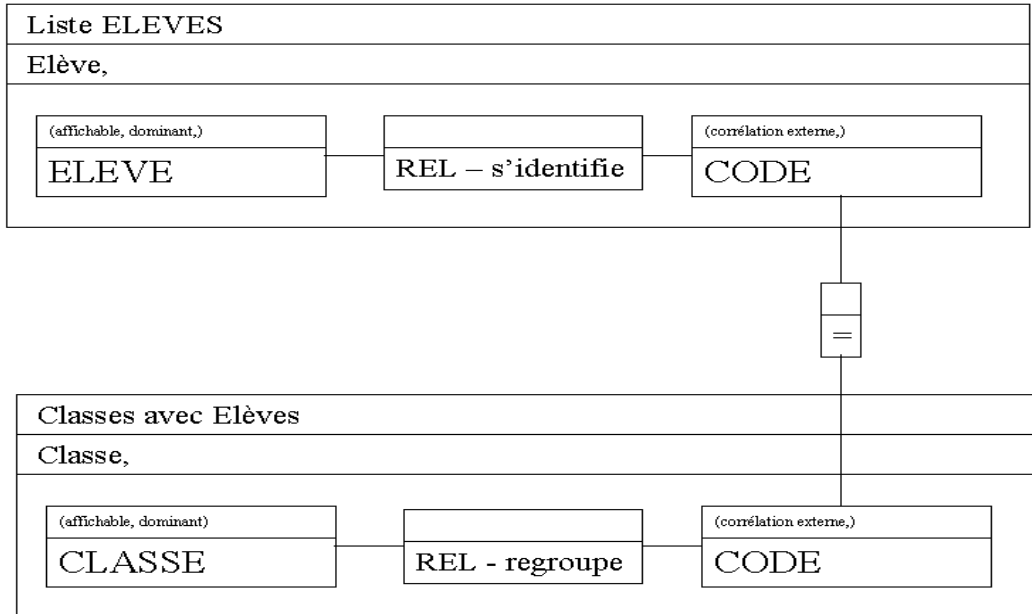 Liste ELEVES
Elève,
(affichable, dominant,)
ELEVE
REL – s'identifie
(corrélation externe,)
CODE
=
Classes avec Elèves
Classe,
(affichable, dominant)
CLASSE
REL - regroupe
(corrélation externe,)
CODE